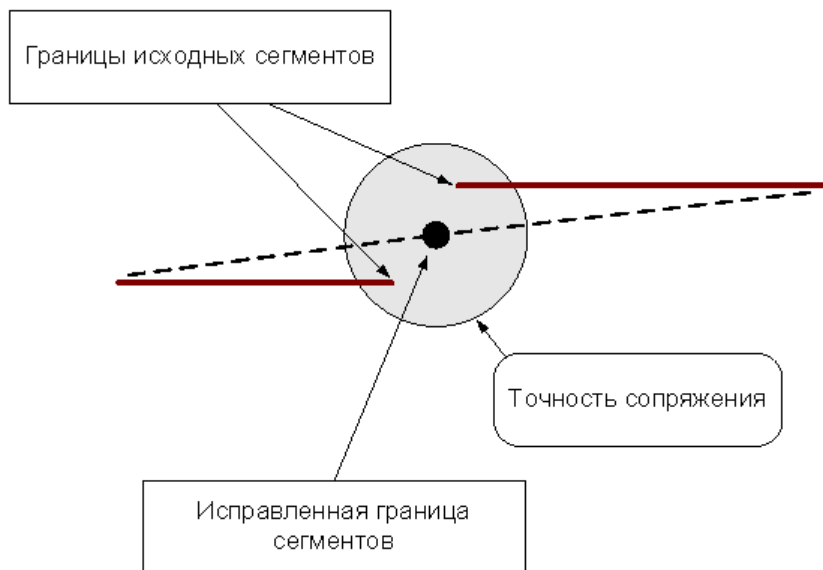 Границы исходных сегментов
Точность сопряжения
Исправленная граница
сегментов